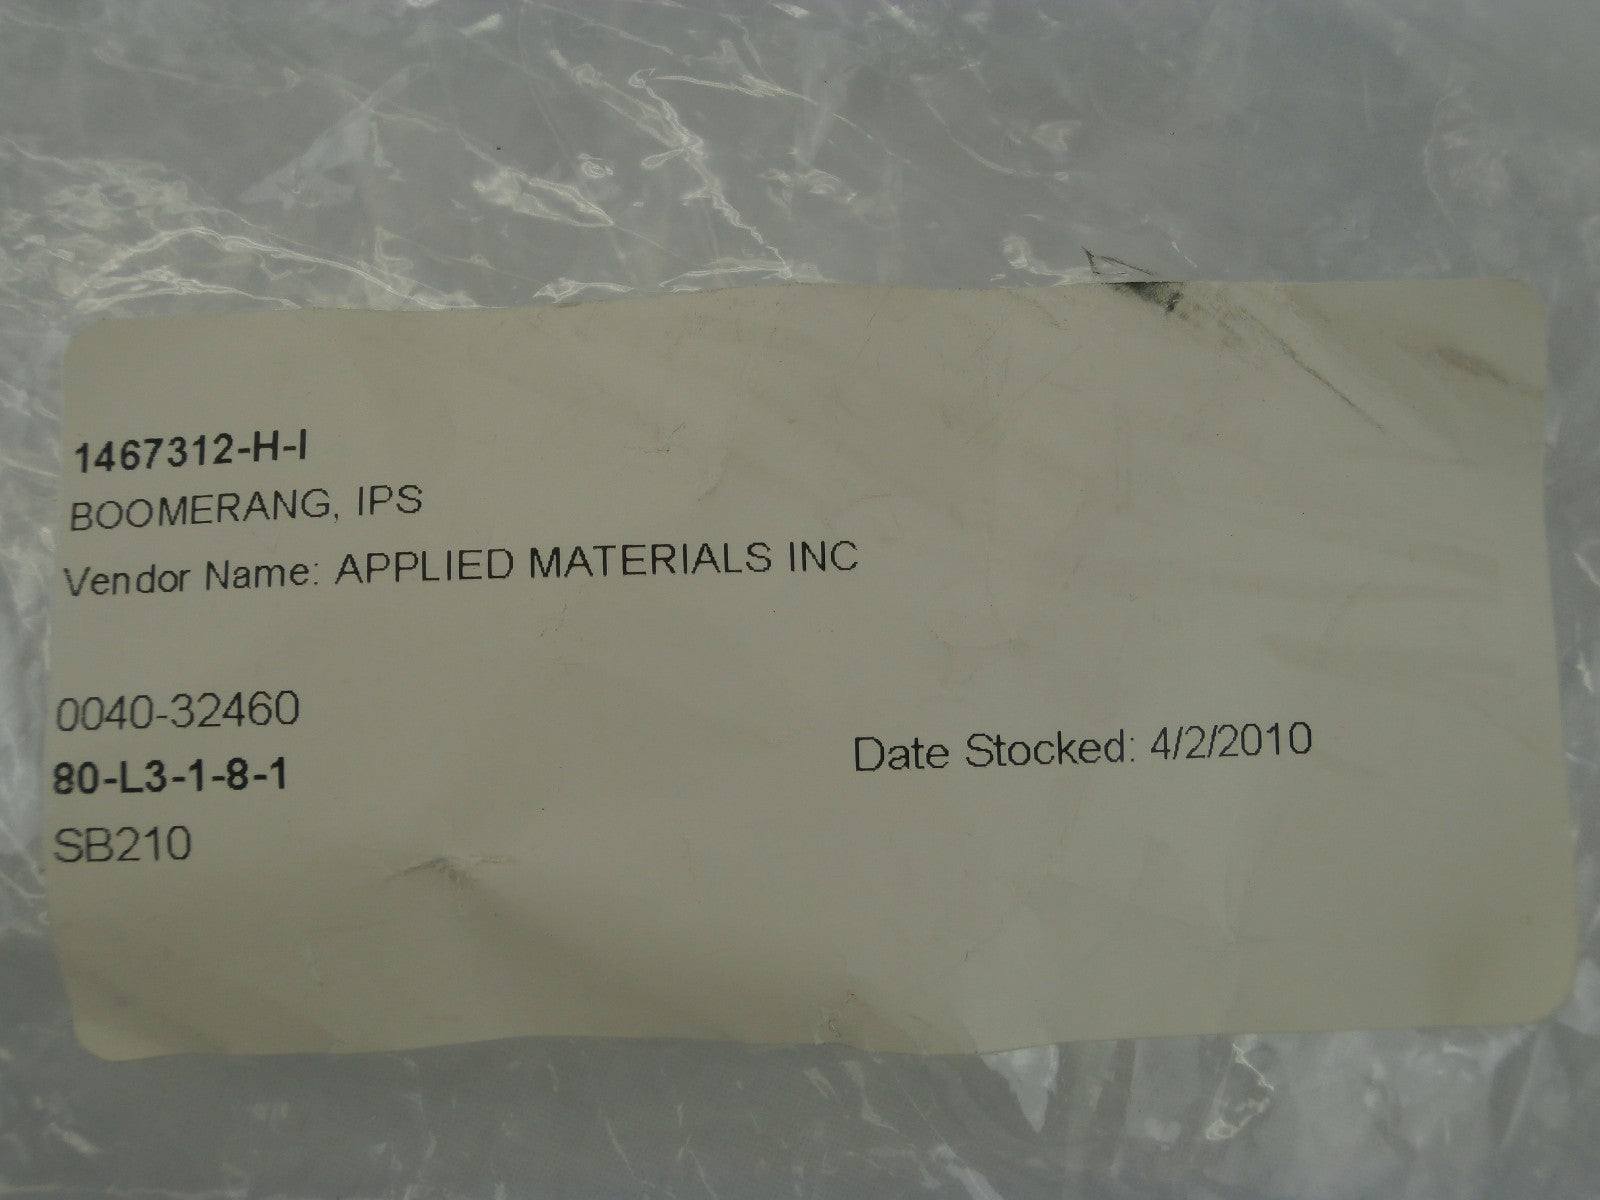 1467312-H-I
BOOMERANG, IPS
Vendor Name: APPLIED MATERIALS INC
0040-32460
80-L3-1-8-1
Date Stocked: 4/2/2010
SB210